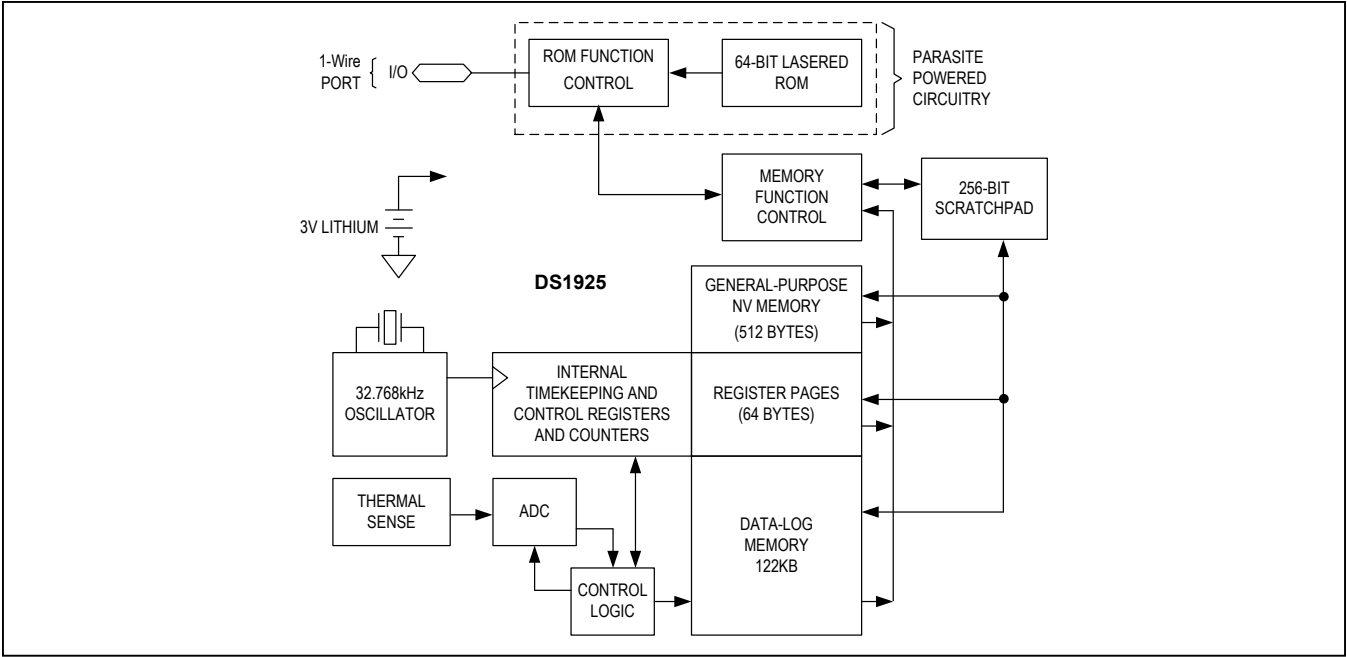 1-Wire
PORT
I/O
ROM FUNCTION
CONTROL
64-BIT LASERED
ROM
PARASITE
POWERED
CIRCUITRY
MEMORY
FUNCTION
CONTROL
256-BIT
SCRATCHPAD
3V LITHIUM
DS1925
GENERAL-PURPOSE
NV MEMORY
(512 BYTES)
32.768kHz
OSCILLATOR
INTERNAL
TIMEKEEPING AND
CONTROL REGISTERS
AND COUNTERS
REGISTER PAGES
(64 BYTES)
THERMAL
SENSE
ADC
DATA-LOG
MEMORY
122KB
CONTROL
LOGIC